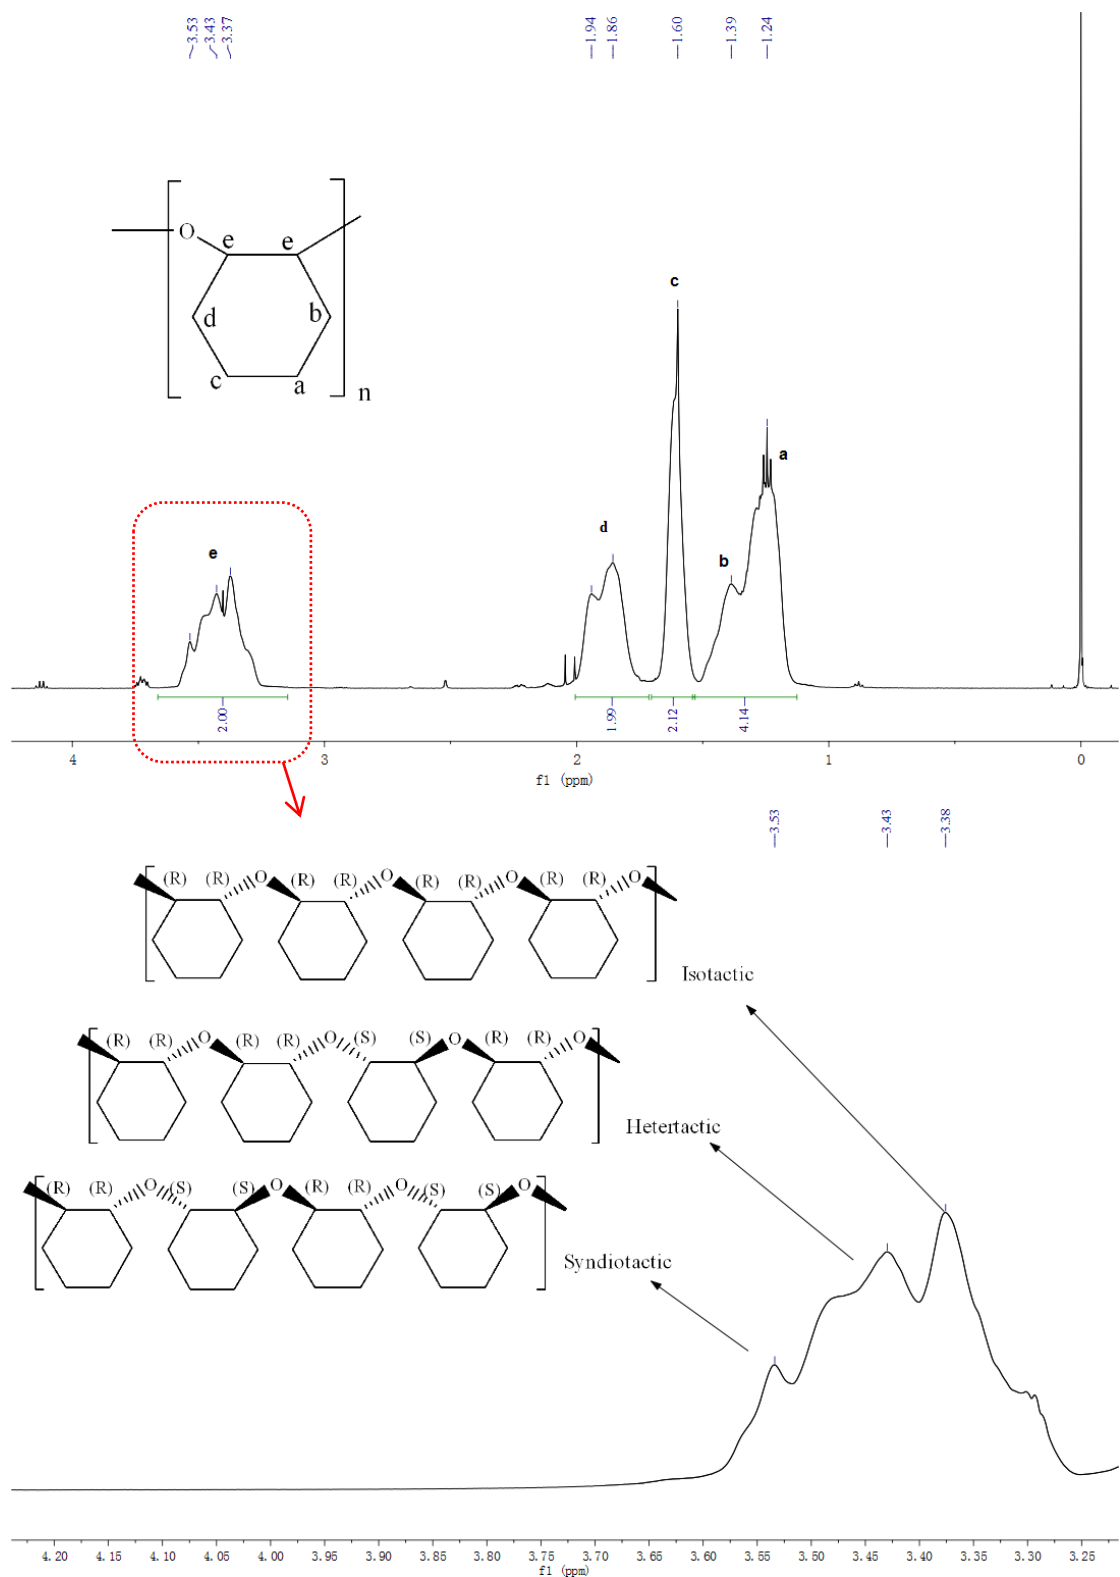 3.53
3.43
3.37
1.94
1.86
1.60
1.39
1.24
O
e
e
d
b
c
a
n
c
a
d
b
e
2.00
1.99
2.12
4.14
4 3 2 1 0
f1 (ppm)
3.53
3.43
3.38
(R) (R) O (R) (R) O (R) (R) O (R) (R) O
Isotactic
(R) (R) O (R) (R) O (S) (S) O (R) (R) O
Hetertactic
(R) (R) O (S) (S) O (R) (R) O (S) (S) O
Syndiotactic
4.20 4.15 4.10 4.05 4.00 3.95 3.90 3.85 3.80 3.75 3.70 3.65 3.60 3.55 3.50 3.45 3.40 3.35 3.30 3.25
f1 (ppm)